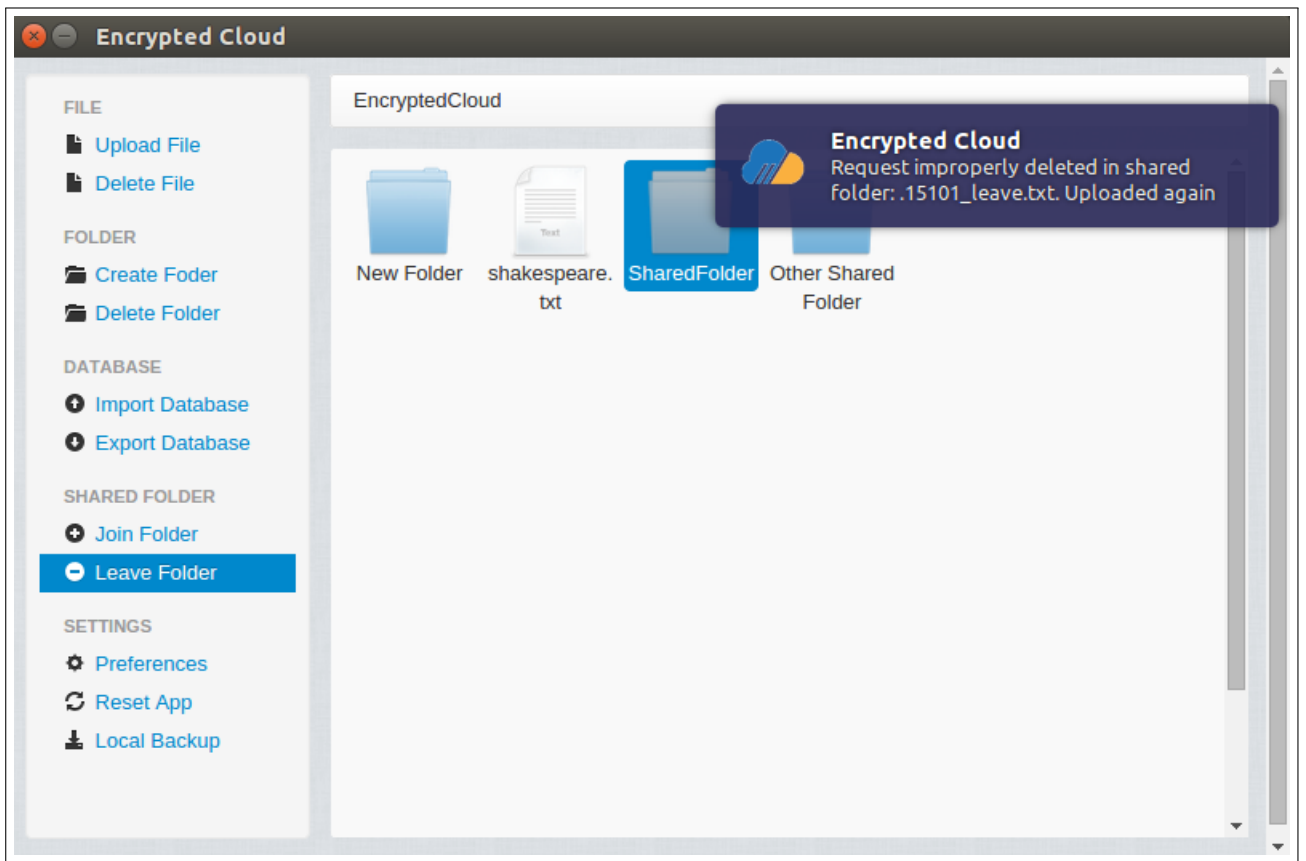 Encrypted Cloud
FILE
Upload File
Delete File
FOLDER
Create Foder
Delete Folder
DATABASE
Import Database
Export Database
SHARED FOLDER
Join Folder
Leave Folder
SETTINGS
Preferences
Reset App
Local Backup
EncryptedCloud
Encrypted Cloud
Request improperly deleted in shared
folder: .15101_leave.txt. Uploaded again
Text
New Folder
shakespeare.
txt
SharedFolder
Other Shared
Folder